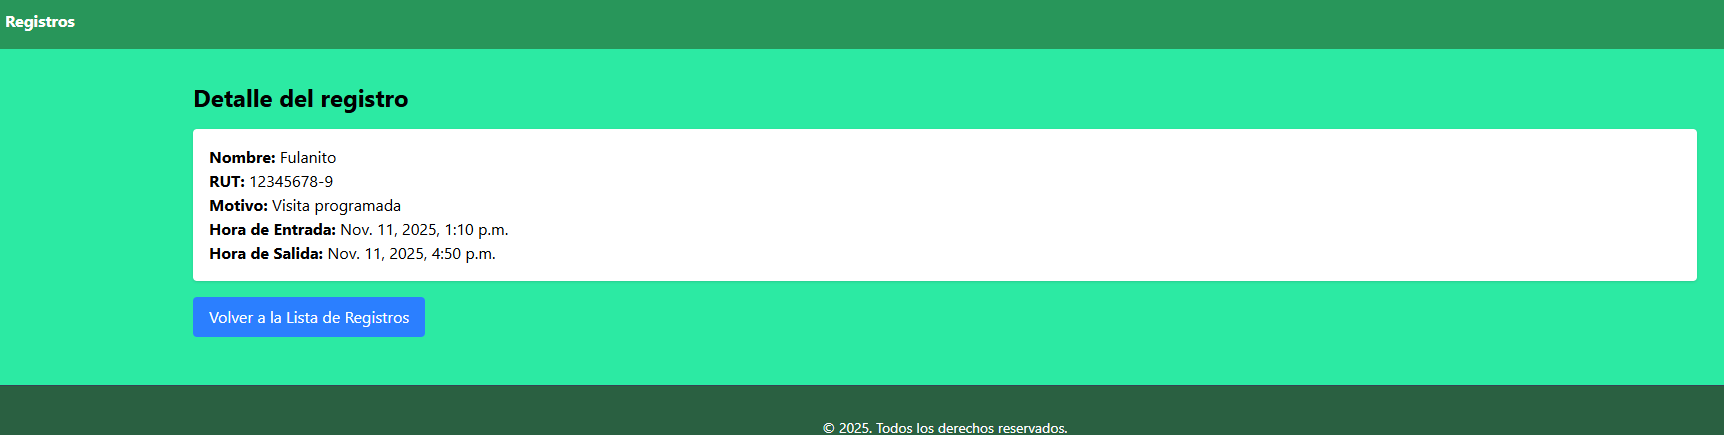 Registros
Detalle del registro
Nombre: Fulanito
RUT: 12345678-9
Motivo: Visita programada
Hora de Entrada: Nov. 11, 2025, 1:10 p.m.
Hora de Salida: Nov. 11, 2025, 4:50 p.m.
Volver a la Lista de Registros
© 2025. Todos los derechos reservados.